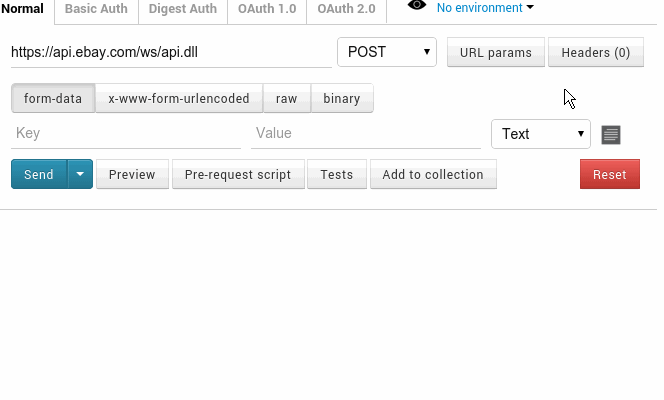 Normal Basic Auth Digest Auth OAuth 1.0 OAuth 2.0 No environment
https://api.ebay.com/ws/api.dll POST URL params Headers (0)
form-data x-www-form-urlencoded raw binary
Key Value Text
Send Preview Pre-request script Tests Add to collection Reset